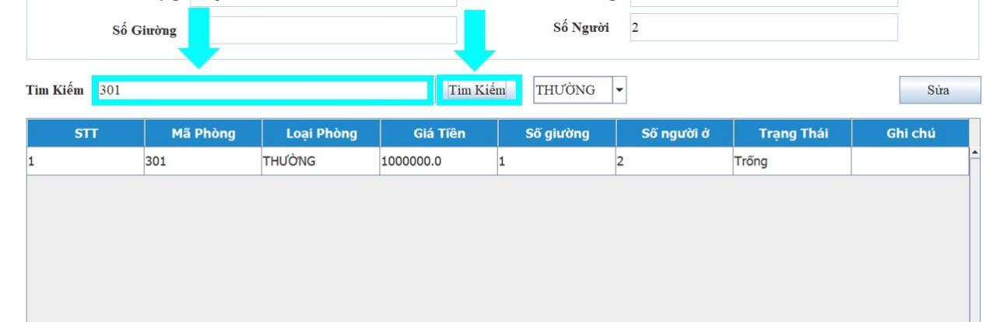 Số Giường Số Người 2
Tìm Kiếm 301 Tìm Kiếm THƯỜNG Sửa
STT Mã Phòng Loại Phòng Giá Tiền Số giường Số người ở Trạng Thái Ghi chú
1 301 THƯỜNG 1000000.0 1 2 Trống